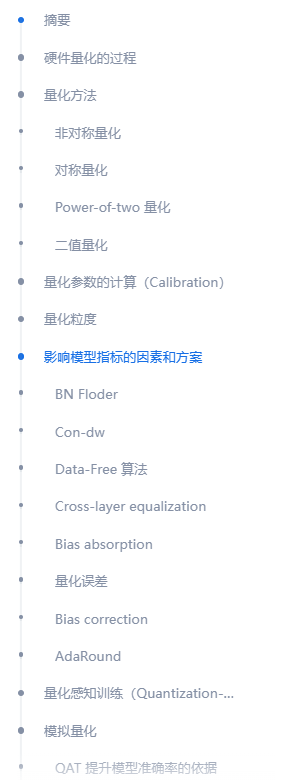 摘要
硬件量化的过程
量化方法
非对称量化
对称量化
Power-of-two 量化
二值量化
量化参数的计算（Calibration）
量化粒度
影响模型指标的因素和方案
BN Floder
Con-dw
Data-Free 算法
Cross-layer equalization
Bias absorption
量化误差
Bias correction
AdaRound
量化感知训练（Quantization-...
模拟量化
QAT 提升模型准确率的依据